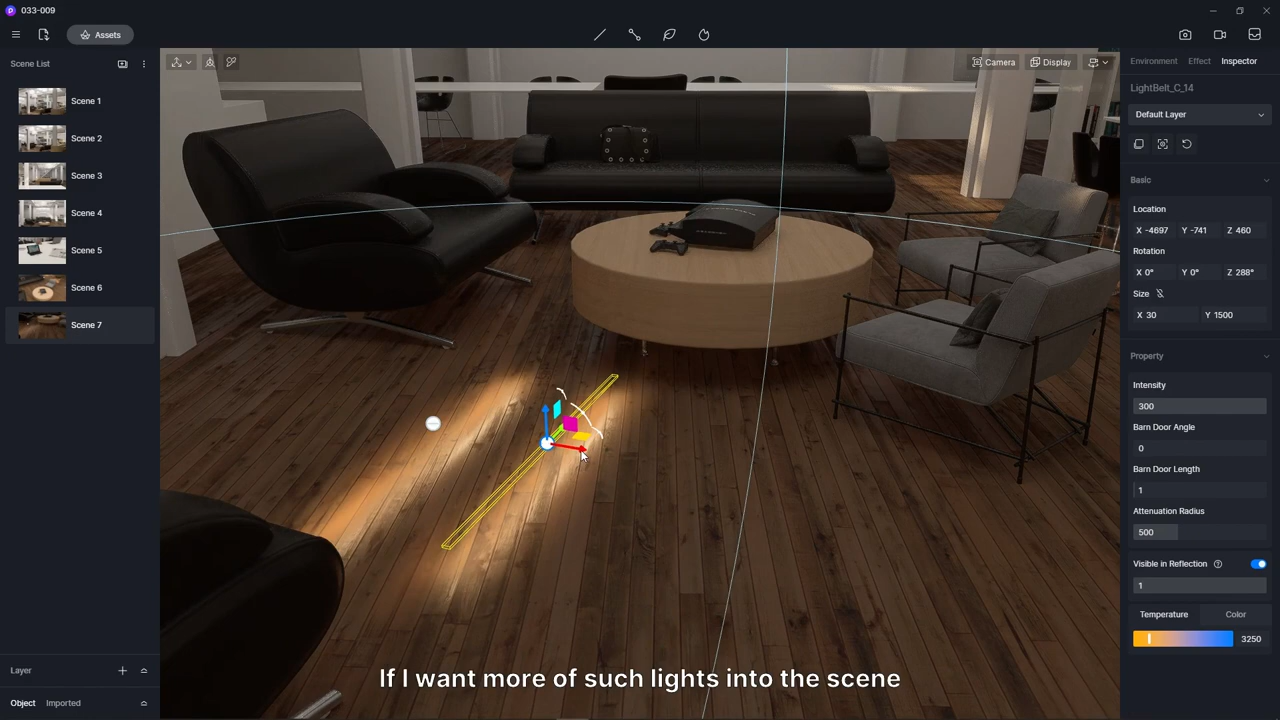 033-009
Assets
Scene List
Scene 1
Scene 2
Scene 3
Scene 4
Scene 5
Scene 6
Scene 7
Layer
Object Imported
Camera Display
Environment Effect Inspector
LightBelt_C_14
Default Layer
Basic
Location
X -4697 Y -741 Z 460
Rotation
X 0° Y 0° Z 288°
Size
X 30 Y 1500
Property
Intensity
300
Barn Door Angle
0
Barn Door Length
1
Attenuation Radius
500
Visible in Reflection
1
Temperature Color
3250
If I want more of such lights into the scene